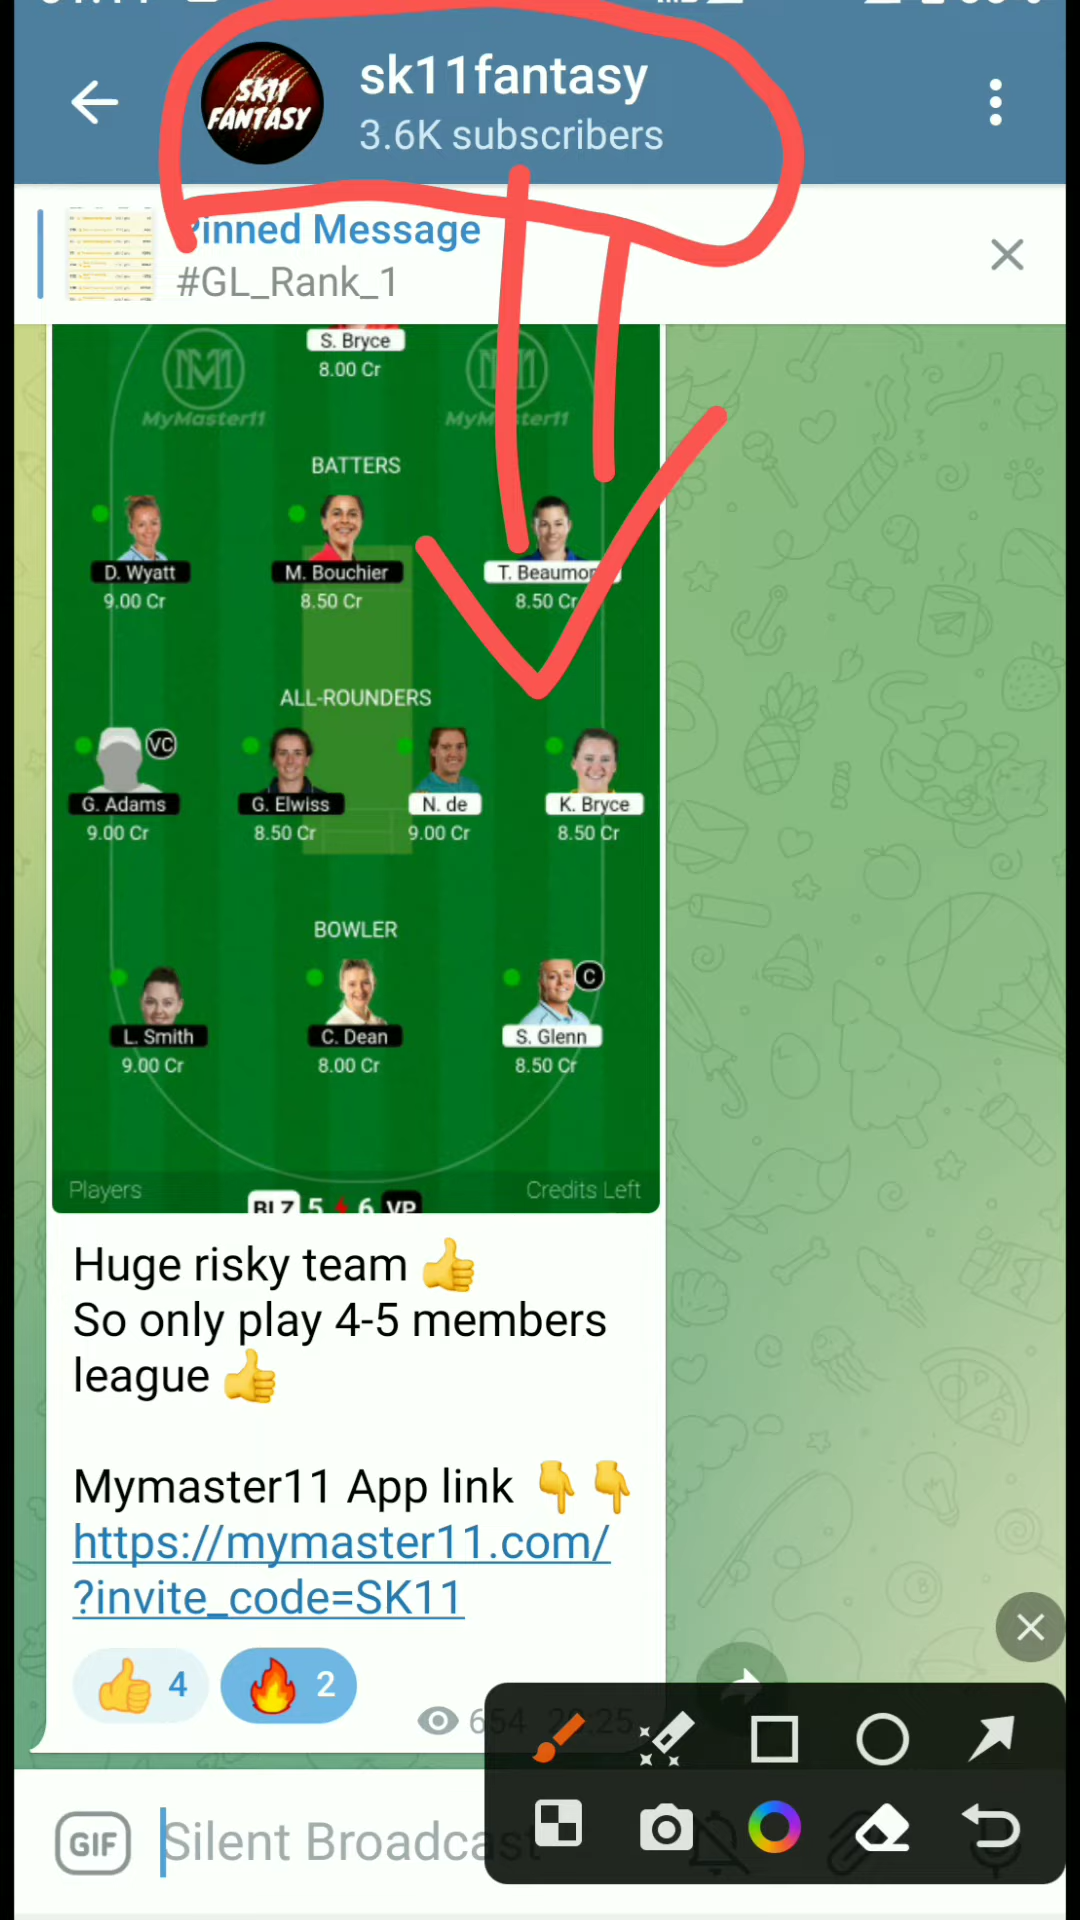 SK11
FANTASY
sk11fantasy
3.6K subscribers
Pinned Message
#GL_Rank_1
S. Bryce
8.00 Cr
MyMaster11
BATTERS
D. Wyatt
M. Bouchier
9.00 Cr
8.50 Cr
8.50 Cr
ALL-ROUNDERS
VC
G. Adams
G. Elwiss
N. de
K. Bryce
9.00 Cr
8.50 Cr
9.00 Cr
8.50 Cr
BOWLER
C
L. Smith
C. Dean
S. Glenn
9.00 Cr
8.00 Cr
8.50 Cr
Players
Credits Left
BLZ 5 6 VP
Huge risky team 👍
So only play 4-5 members
league 👍
Mymaster11 App link 👇👇
https://mymaster11.com/
?invite_code=SK11
👍 4 🔥 2
GIF
Silent Broadcast